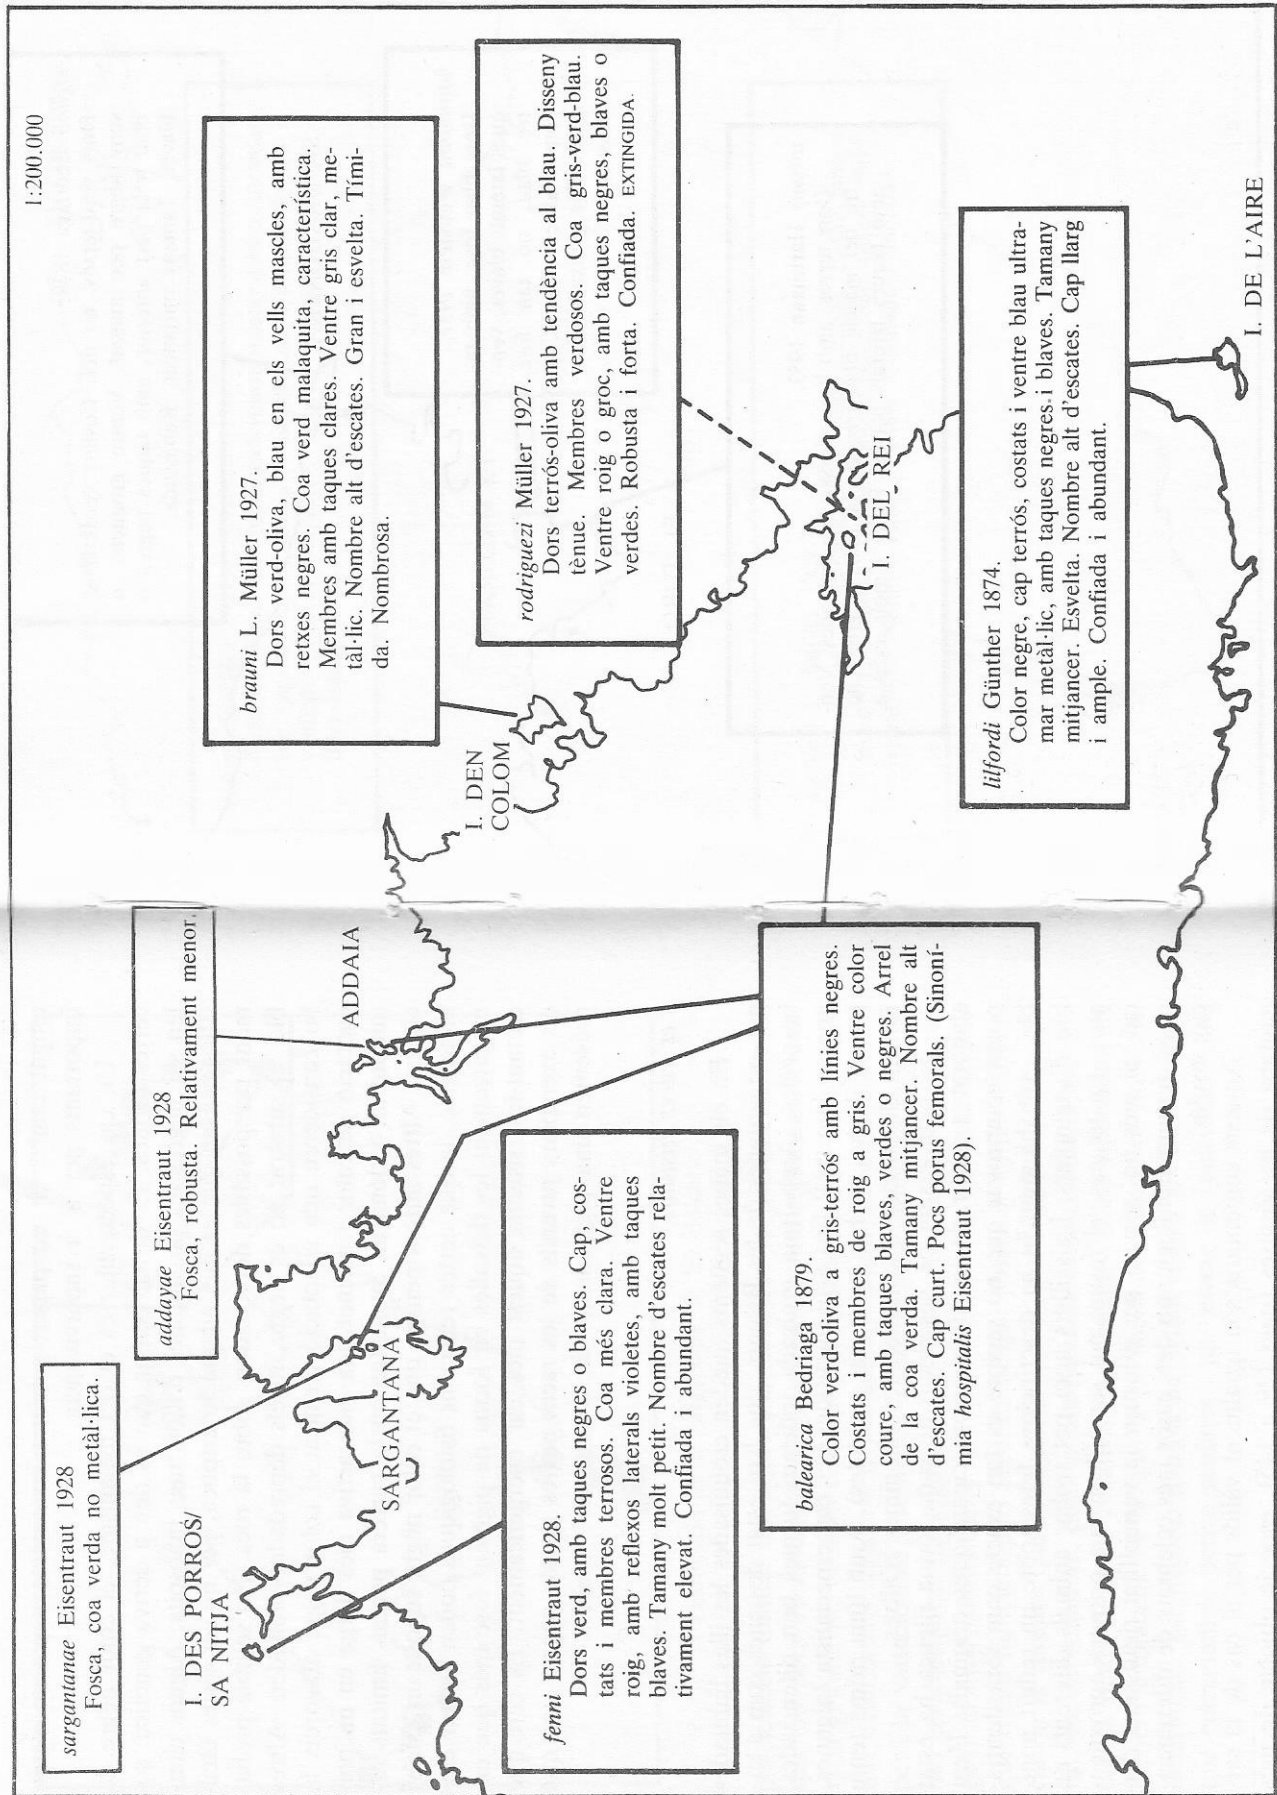 1:200.000
sargantanae Eisentraut 1928
Fosca, coa verda no metàl·lica.
addayae Eisentraut 1928
Fosca, robusta. Relativament menor.
brauni L. Müller 1927.
Dors verd-oliva, blau en els vells mascles, amb
retxes negres. Coa verd malaquita, característica.
Membres amb taques clares. Ventre gris clar, me-
tàl·lic. Nombre alt d'escates. Gran i esvelta. Tími-
da. Nombrosa.
I. DES PORROS/
SA NITJA
SARGANTANA
ADDAIA
I. DEN
COLOM
rodriguezi Müller 1927.
Dors terrós-oliva amb tendència al blau. Disseny
tènue. Membres verdosos. Coa gris-verd-blau.
Ventre roig o groc, amb taques negres, blaves o
verdes. Robusta i forta. Confiada. EXTINGIDA.
fenni Eisentraut 1928.
Dors verd, amb taques negres o blaves. Cap, cos-
tats i membres terrosos. Coa més clara. Ventre
roig, amb reflexos laterals violetes, amb taques
blaves. Tamany molt petit. Nombre d'escates rela-
tivament elevat. Confiada i abundant.
I. DEL REI
balearica Bedriaga 1879.
Color verd-oliva a gris-terrós amb línies negres.
Costats i membres de roig a gris. Ventre color
coure, amb taques blaves, verdes o negres. Arrel
de la coa verda. Tamany mitjancer. Nombre alt
d'escates. Cap curt. Pocs porus femorals. (Sinoní-
mia hospitalis Eisentraut 1928).
lilfordi Günther 1874.
Color negre, cap terrós, costats i ventre blau ultra-
mar metàl·lic, amb taques negres i blaves. Tamany
mitjancer. Esvelta. Nombre alt d'escates. Cap llarg
i ample. Confiada i abundant.
I. DE L'AIRE